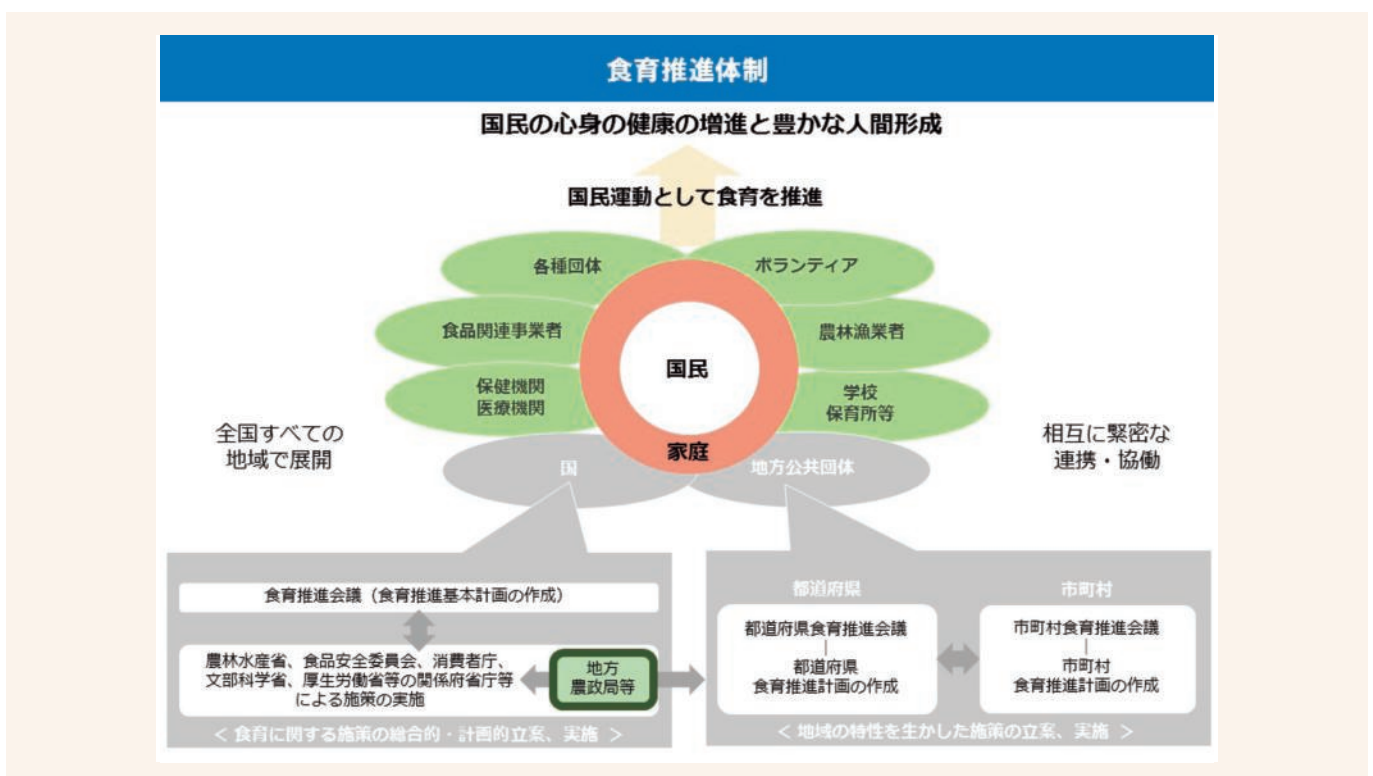 食育推進体制
国民の心身の健康の増進と豊かな人間形成
国民運動として食育を推進
各種団体
ボランティア
食品関連事業者
農林漁業者
国民
保健機関
医療機関
学校
保育所等
全国すべての
地域で展開
相互に緊密な
連携・協働
家庭
国
地方公共団体
食育推進会議（食育推進基本計画の作成）
農林水産省、食品安全委員会、消費者庁、
文部科学省、厚生労働省等の関係府省庁等
による施策の実施
地方
農政局等
＜ 食育に関する施策の総合的・計画的立案、実施 ＞
都道府県
市町村
都道府県食育推進会議
都道府県
食育推進計画の作成
市町村食育推進会議
市町村
食育推進計画の作成
＜ 地域の特性を生かした施策の立案、実施 ＞